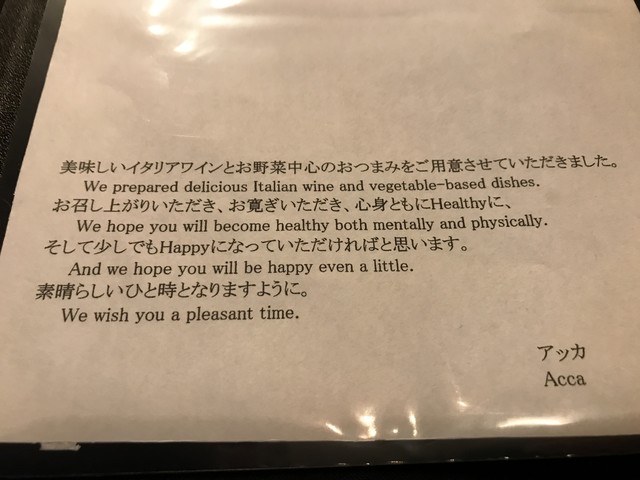 美味しいイタリアワインとお野菜中心のおつまみをご用意させていただきました。
We prepared delicious Italian wine and vegetable-based dishes.
お召し上がりいただき、お寛ぎいただき、心身ともにHealthyに、
We hope you will become healthy both mentally and physically.
そして少しでもHappyになっていただければと思います。
And we hope you will be happy even a little.
素晴らしいひと時となりますように。
We wish you a pleasant time.
アッカ
Acca